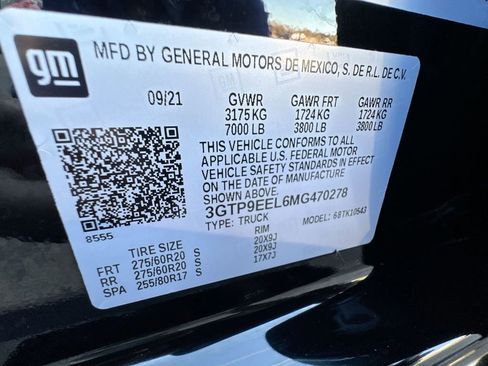 gm
MFD BY GENERAL MOTORS DE MEXICO, S. DE R.L. DE C.V.
09/21 GVWR GAWR FRT GAWR RR
3175 KG 1724 KG 1724 KG
7000 LB 3800 LB 3800 LB
THIS VEHICLE CONFORMS TO ALL
APPLICABLE U.S. FEDERAL MOTOR
VEHICLE SAFETY STANDARDS IN
EFFECT ON THE DATE OF MANUFACTURE
SHOWN ABOVE.
3GTP9EEL6MG470278
8555 TYPE: TRUCK MODEL: 68TK10543
TIRE SIZE RIM
FRT 275/60R20 S 20X9J
RR 275/60R20 S 20X9J
SPA 255/80R17 S 17X7J